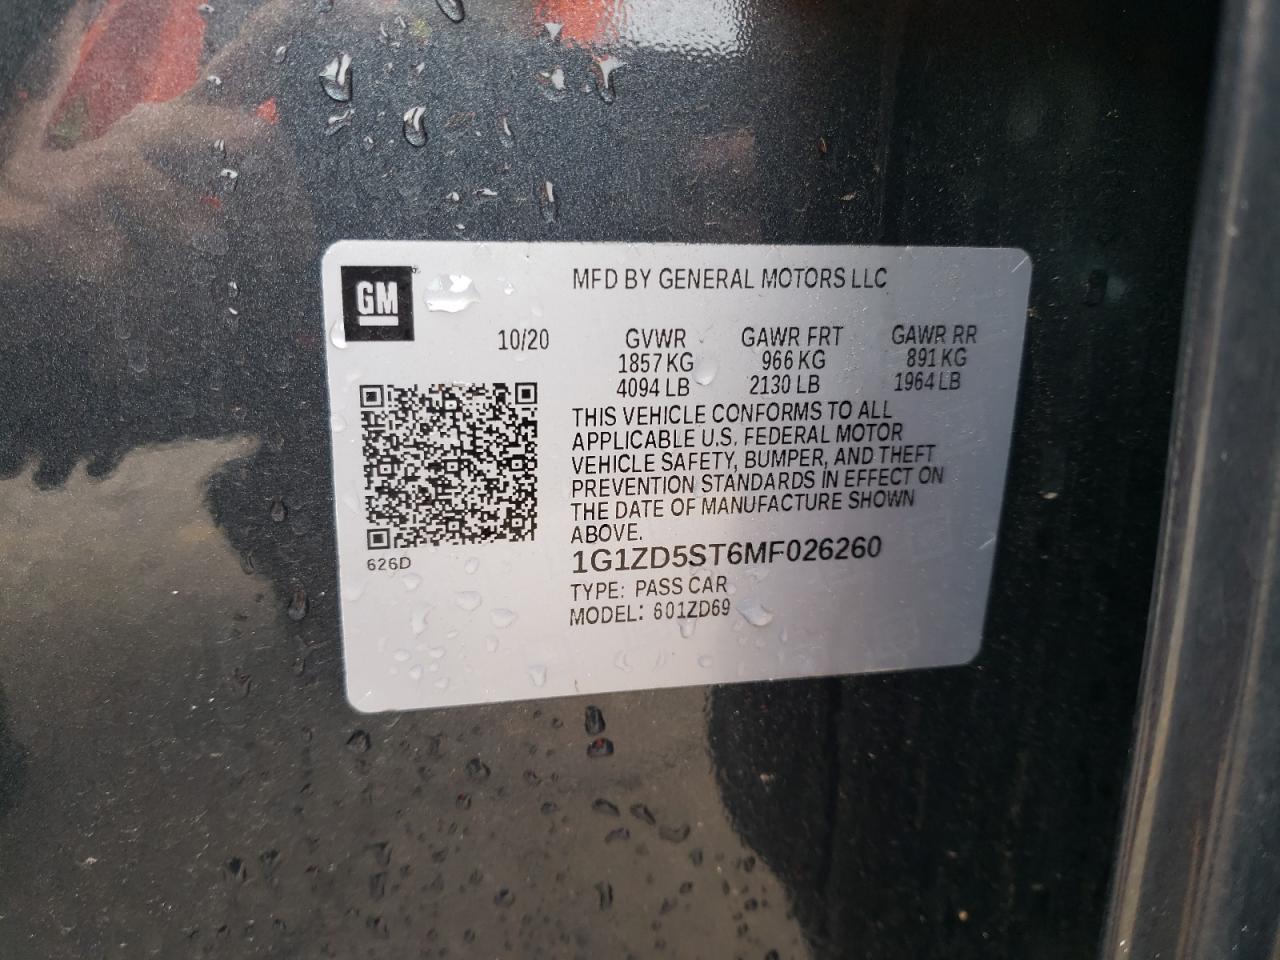 GM
MFD BY GENERAL MOTORS LLC
10/20 GVWR GAWR FRT GAWR RR
1857 KG 966 KG 891 KG
4094 LB 2130 LB 1964 LB
THIS VEHICLE CONFORMS TO ALL
APPLICABLE U.S. FEDERAL MOTOR
VEHICLE SAFETY, BUMPER, AND THEFT
PREVENTION STANDARDS IN EFFECT ON
THE DATE OF MANUFACTURE SHOWN
ABOVE.
626D
1G1ZD5ST6MF026260
TYPE: PASS CAR
MODEL: 601ZD69